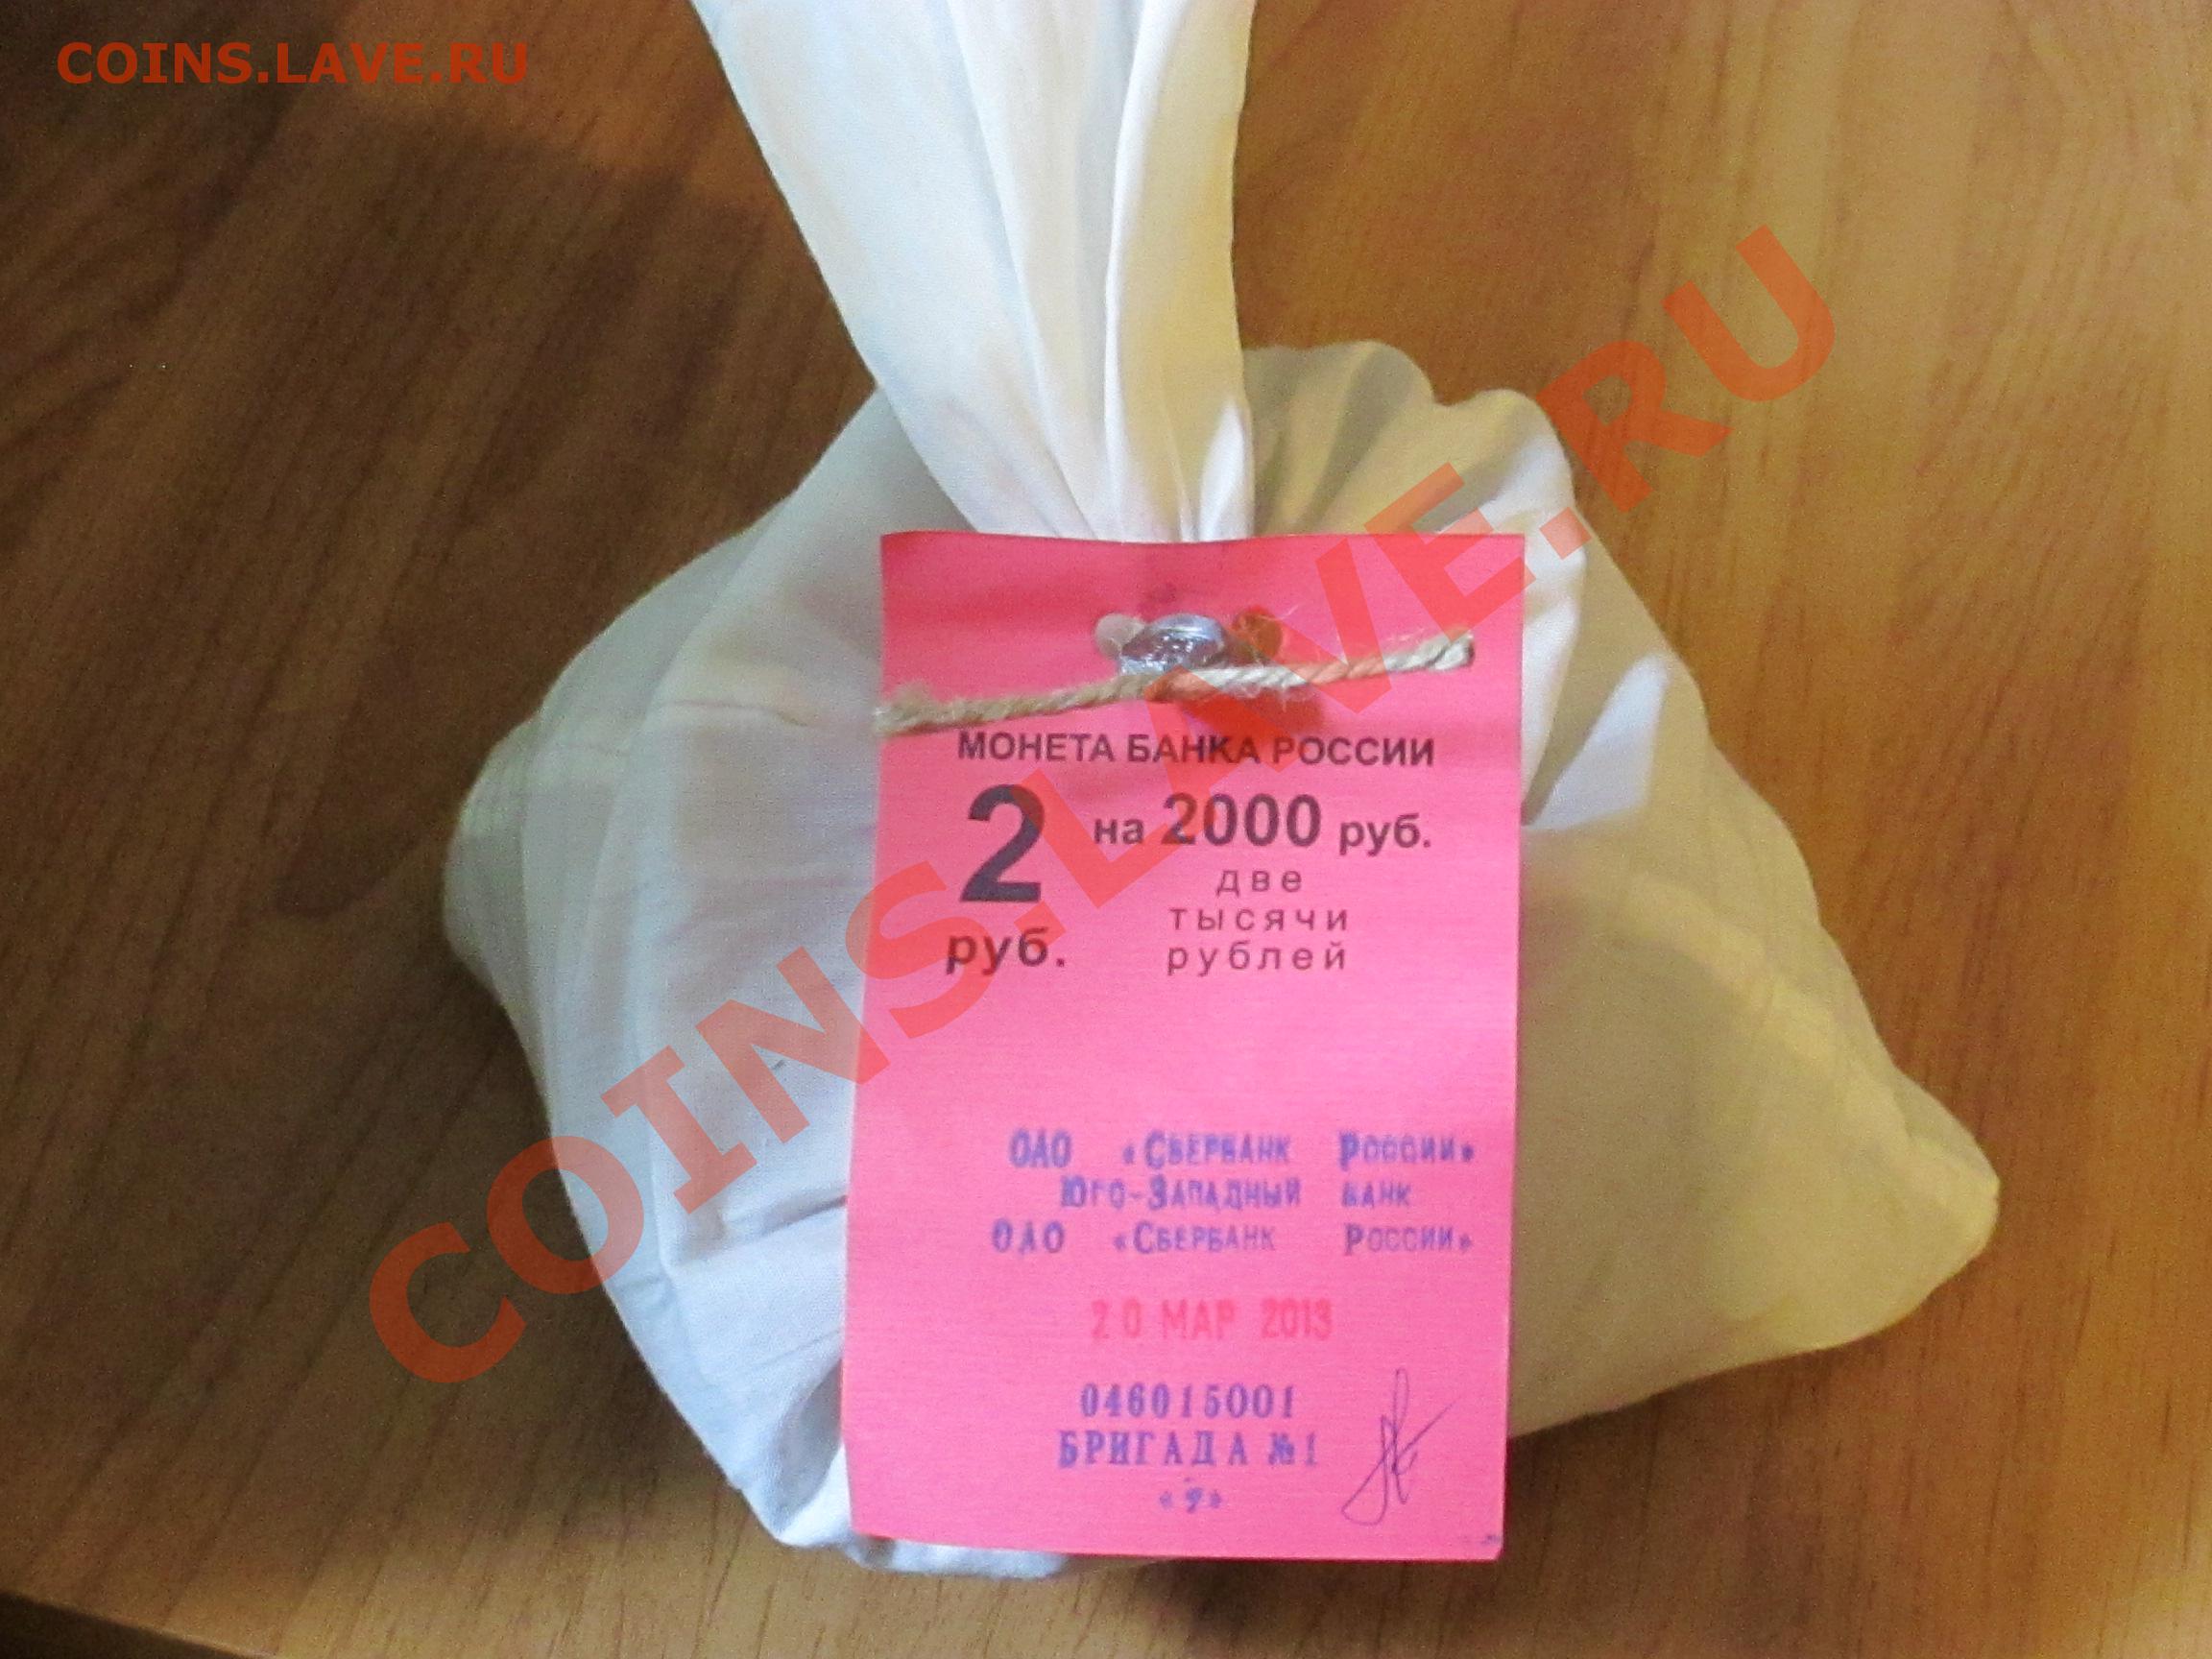 COINS.LAVE.RU
COINS.LAVE.RU
МОНЕТА БАНКА РОССИИ
2 на 2000 руб.
две
тысячи
руб. рублей
ОАО «Сбербанк России»
Юго-Западный банк
ОАО «Сбербанк России»
20 МАР 2013
046015001
БРИГАДА №1